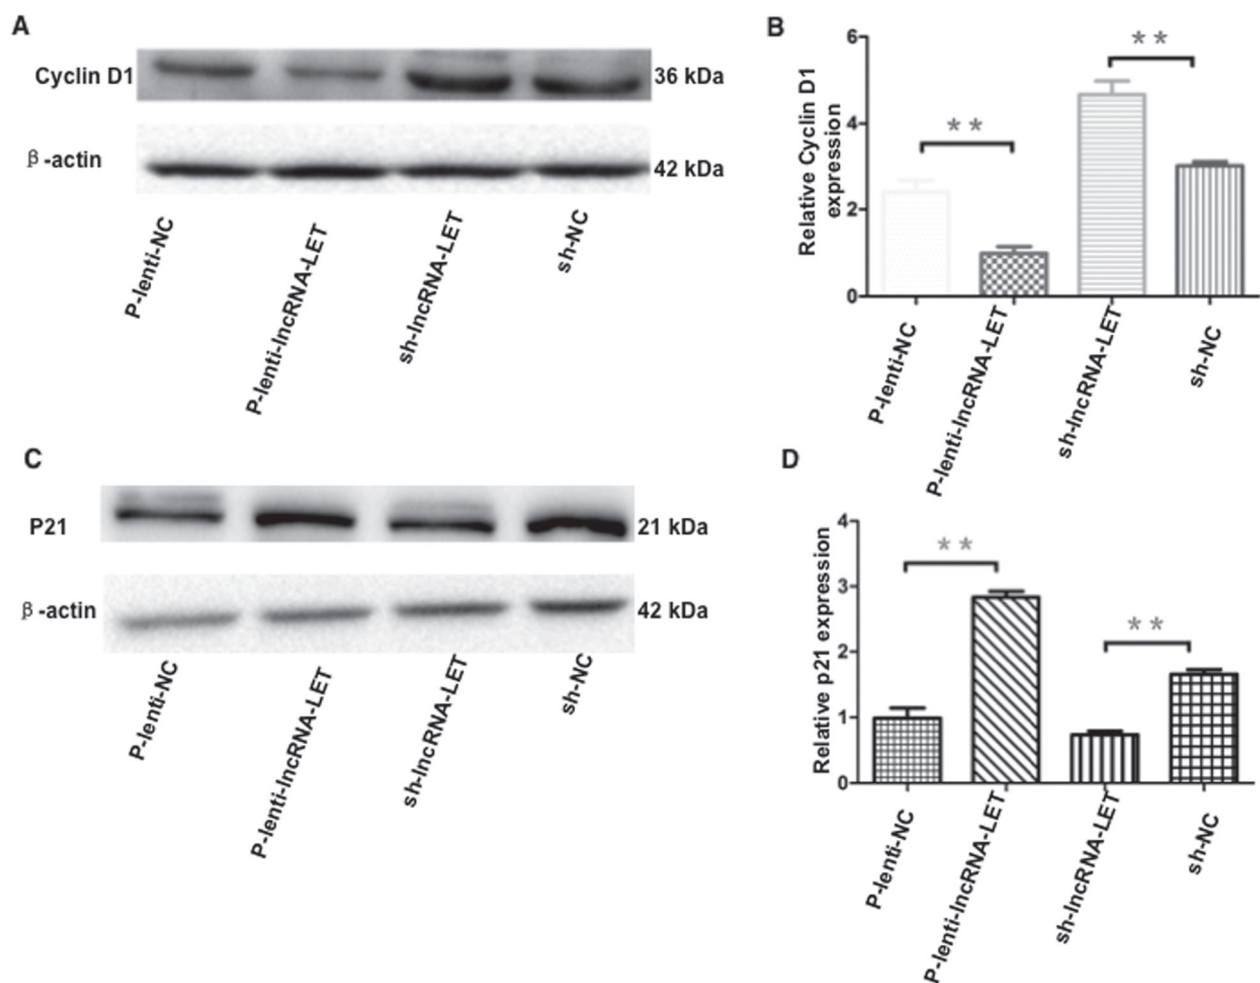 A
Cyclin D1
36 kDa
β-actin
42 kDa
P-lenti-NC
P-lenti-lncRNA-LET
sh-lncRNA-LET
sh-NC
B
Relative Cyclin D1
expression
6
4
2
0
**
**
P-lenti-NC
P-lenti-lncRNA-LET
sh-lncRNA-LET
sh-NC
C
P21
21 kDa
β-actin
42 kDa
P-lenti-NC
P-lenti-lncRNA-LET
sh-lncRNA-LET
sh-NC
D
Relative p21 expression
4
3
2
1
0
**
**
P-lenti-NC
P-lenti-lncRNA-LET
sh-lncRNA-LET
sh-NC